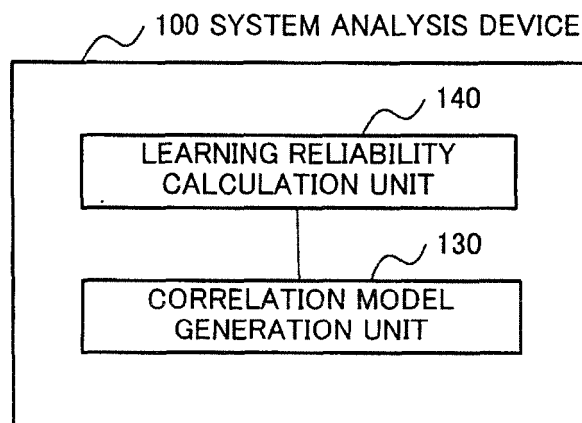 100 SYSTEM ANALYSIS DEVICE
140
LEARNING RELIABILITY
CALCULATION UNIT
130
CORRELATION MODEL
GENERATION UNIT